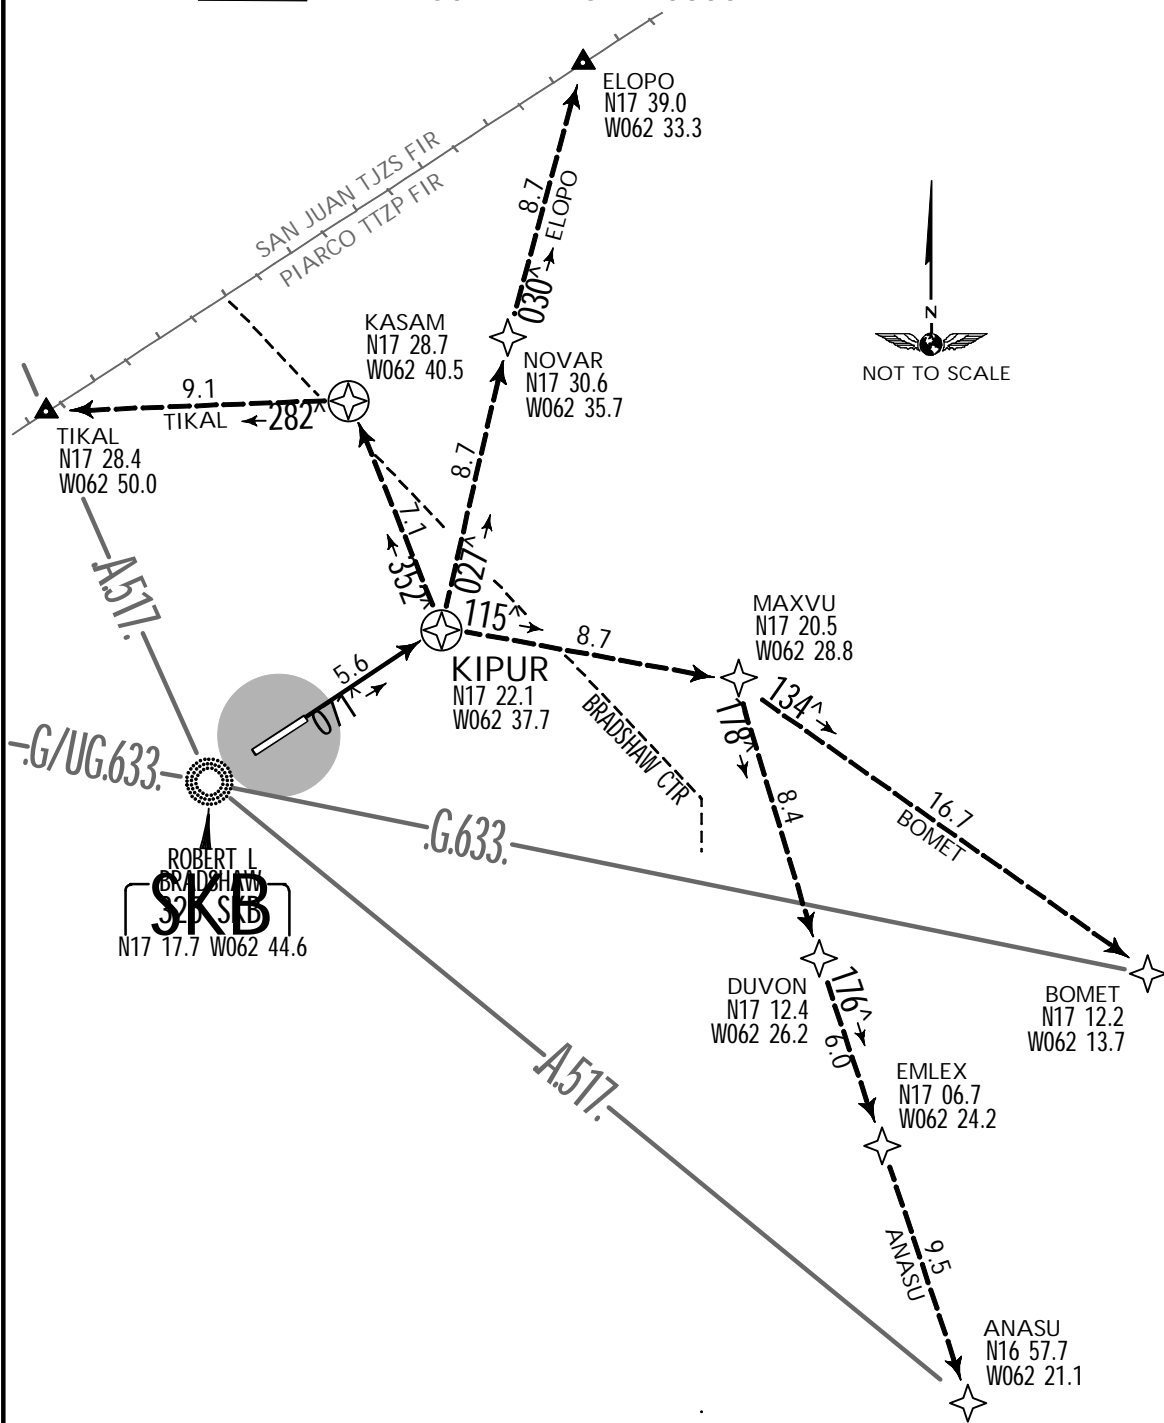 ELOPO
N17 39.0
W062 33.3
SAN JUAN TJZS FIR
PIARCO TTZP FIR
8.7
030^ ELOPO
N
NOT TO SCALE
KASAM
N17 28.7
W062 40.5
NOVAR
N17 30.6
W062 35.7
9.1
TIKAL 282^
TIKAL
N17 28.4
W062 50.0
8.7
7.1
352^
027^
115^
8.7
A.517.
MAXVU
N17 20.5
W062 28.8
KIPUR
N17 22.1
W062 37.7
5.6
071^
BRADSHAW CTR
134^
178^
G/UG.633.
8.4
16.7
BOMET
.G.633.
ROBERT L
BRADSHAW
SKB
325 SKB
N17 17.7 W062 44.6
DUVON
N17 12.4
W062 26.2
176^
6.0
BOMET
N17 12.2
W062 13.7
EMLEX
N17 06.7
W062 24.2
A.517.
9.5
ANASU
ANASU
N16 57.7
W062 21.1